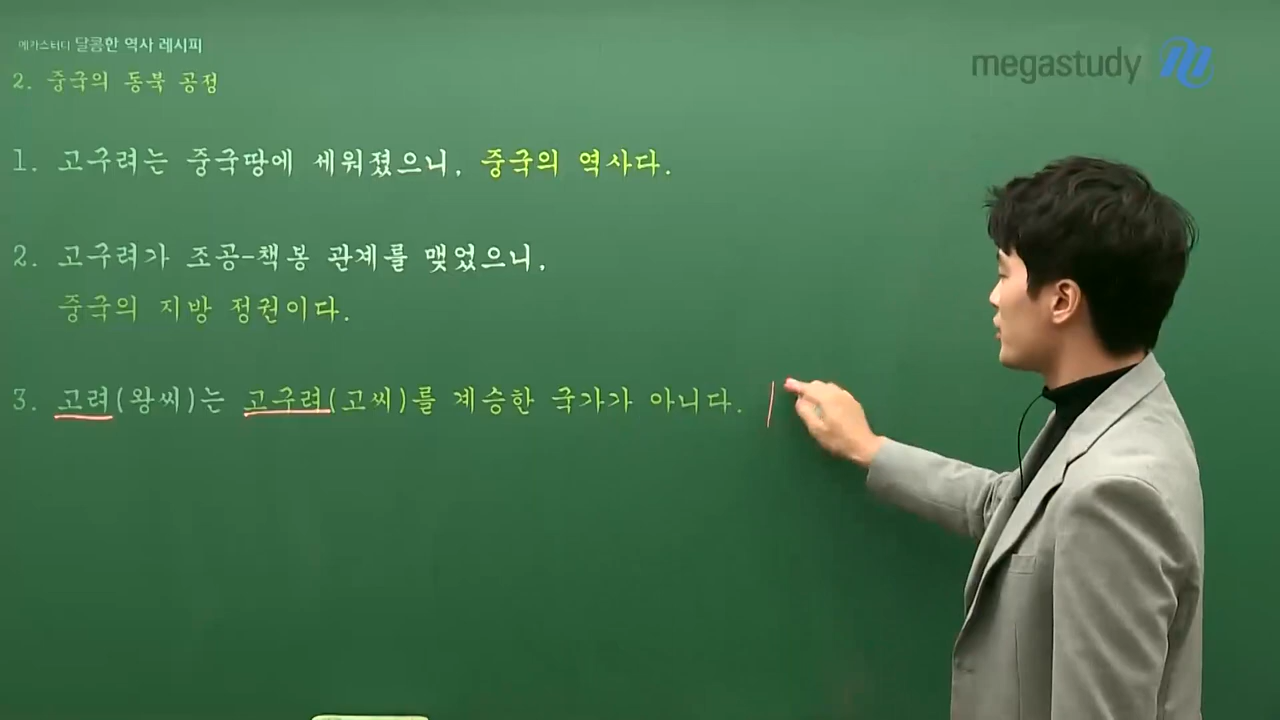 메가스터디 달콤한 역사 레시피
megastudy
2. 중국의 동북 공정
1. 고구려는 중국땅에 세워졌으니, 중국의 역사다.
2. 고구려가 조공-책봉 관계를 맺었으니,
중국의 지방 정권이다.
3. 고려(왕씨)는 고구려(고씨)를 계승한 국가가 아니다.